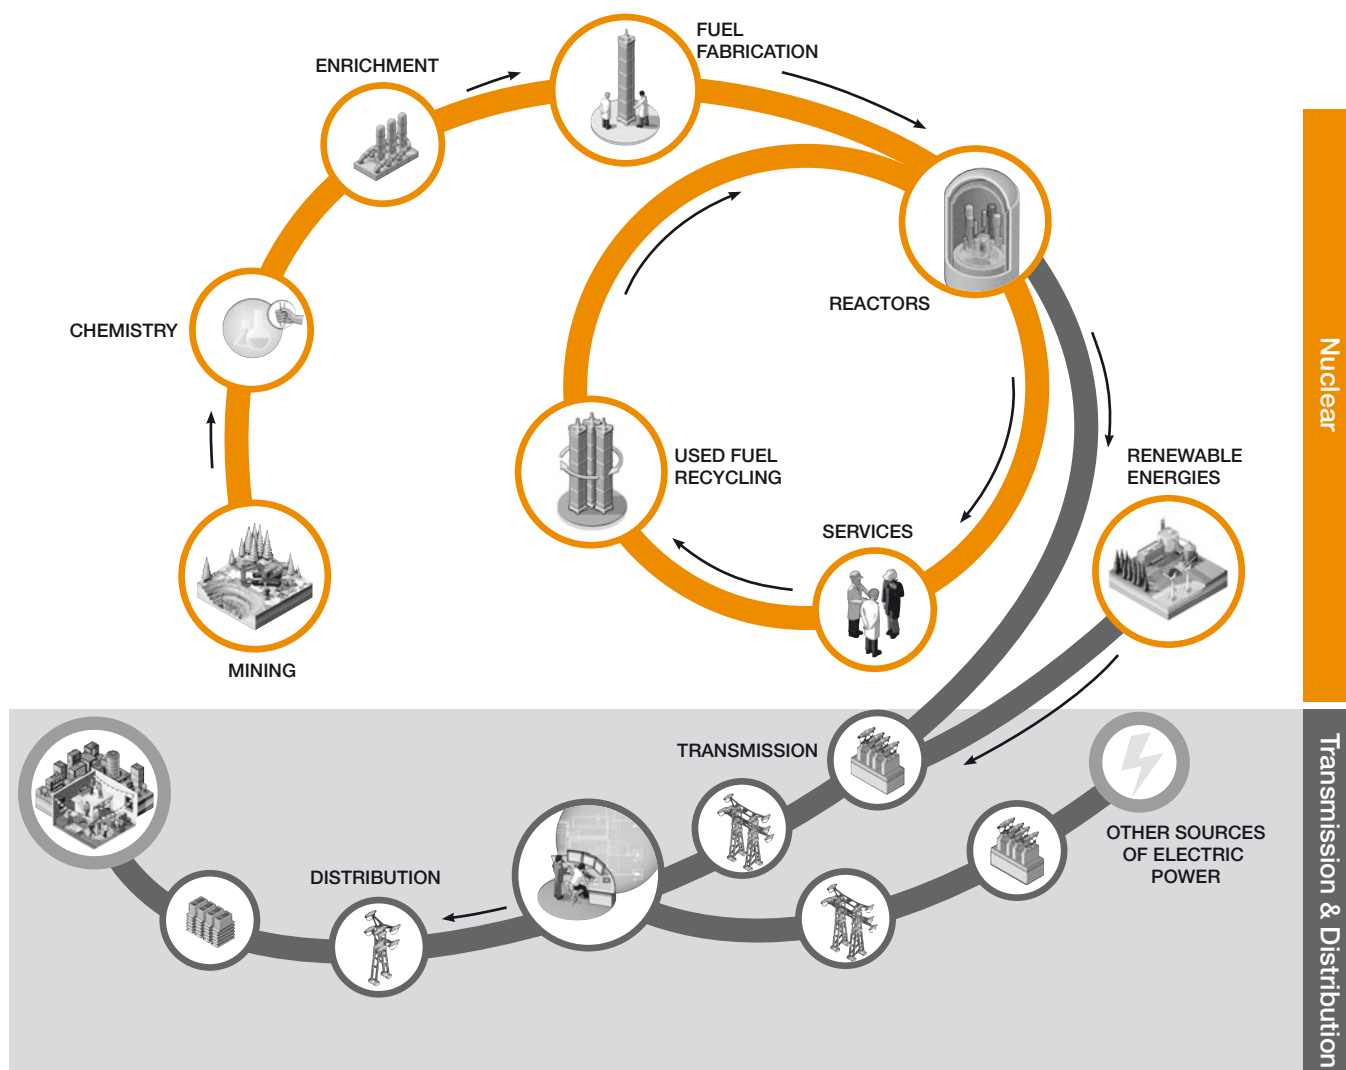 FUEL
FABRICATION
ENRICHMENT
CHEMISTRY
REACTORS
USED FUEL
RECYCLING
RENEWABLE
ENERGIES
SERVICES
MINING
Nuclear
TRANSMISSION
OTHER SOURCES
OF ELECTRIC
POWER
DISTRIBUTION
Transmission & Distribution